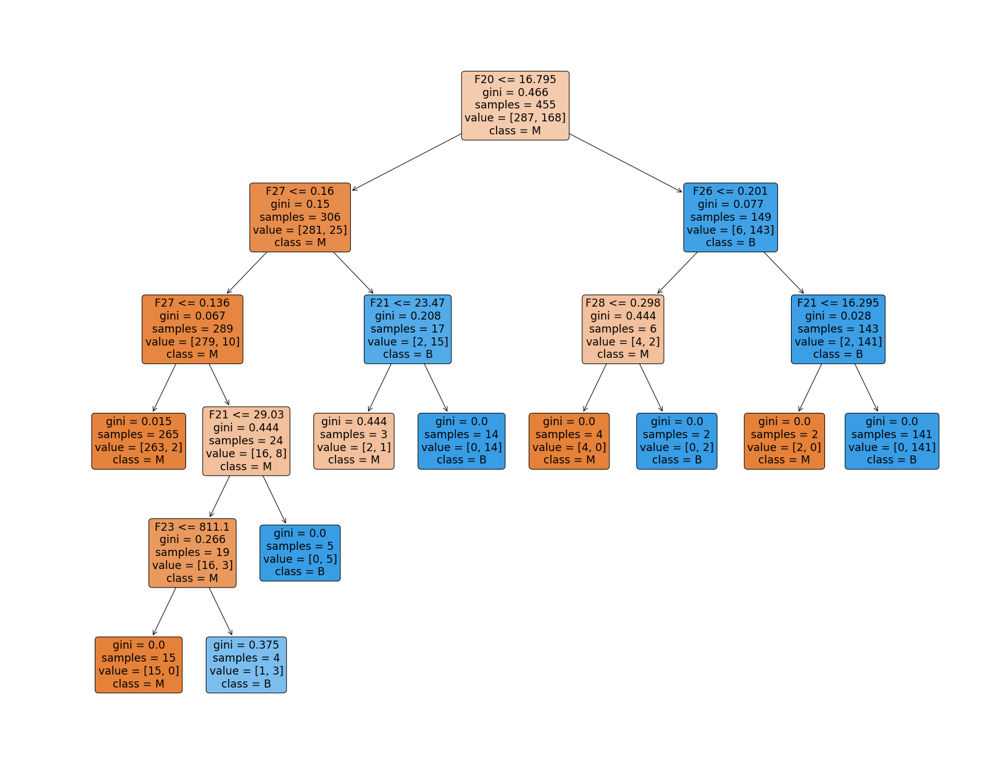 F20 <= 16.795
gini = 0.466
samples = 455
value = [287, 168]
class = M
F27 <= 0.16
gini = 0.15
samples = 306
value = [281, 25]
class = M
F26 <= 0.201
gini = 0.077
samples = 149
value = [6, 143]
class = B
F27 <= 0.136
gini = 0.067
samples = 289
value = [279, 10]
class = M
F21 <= 23.47
gini = 0.208
samples = 17
value = [2, 15]
class = B
F28 <= 0.298
gini = 0.444
samples = 6
value = [4, 2]
class = M
F21 <= 16.295
gini = 0.028
samples = 143
value = [2, 141]
class = B
gini = 0.015
samples = 265
value = [263, 2]
class = M
F21 <= 29.03
gini = 0.444
samples = 24
value = [16, 8]
class = M
gini = 0.444
samples = 3
value = [2, 1]
class = M
gini = 0.0
samples = 14
value = [0, 14]
class = B
gini = 0.0
samples = 4
value = [4, 0]
class = M
gini = 0.0
samples = 2
value = [0, 2]
class = B
gini = 0.0
samples = 2
value = [2, 0]
class = M
gini = 0.0
samples = 141
value = [0, 141]
class = B
F23 <= 811.1
gini = 0.266
samples = 19
value = [16, 3]
class = M
gini = 0.0
samples = 5
value = [0, 5]
class = B
gini = 0.0
samples = 15
value = [15, 0]
class = M
gini = 0.375
samples = 4
value = [1, 3]
class = B